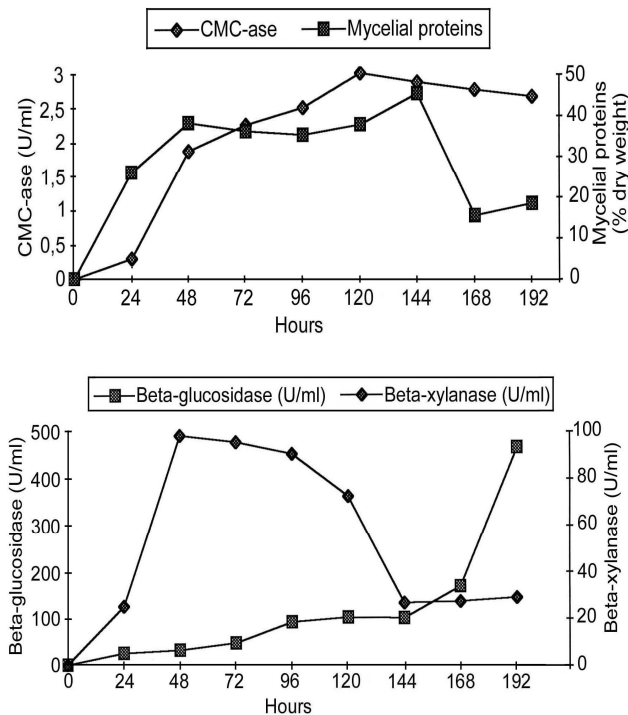 CMC-ase Mycelial proteins
CMC-ase (U/ml)
3
2,5
2
1,5
1
0,5
0
50
40
30
20
10
0
Mycelial proteins
(% dry weight)
0 24 48 72 96 120 144 168 192
Hours
Beta-glucosidase (U/ml) Beta-xylanase (U/ml)
Beta-glucosidase (U/ml)
500
400
300
200
100
0
100
80
60
40
20
0
Beta-xylanase (U/ml)
0 24 48 72 96 120 144 168 192
Hours